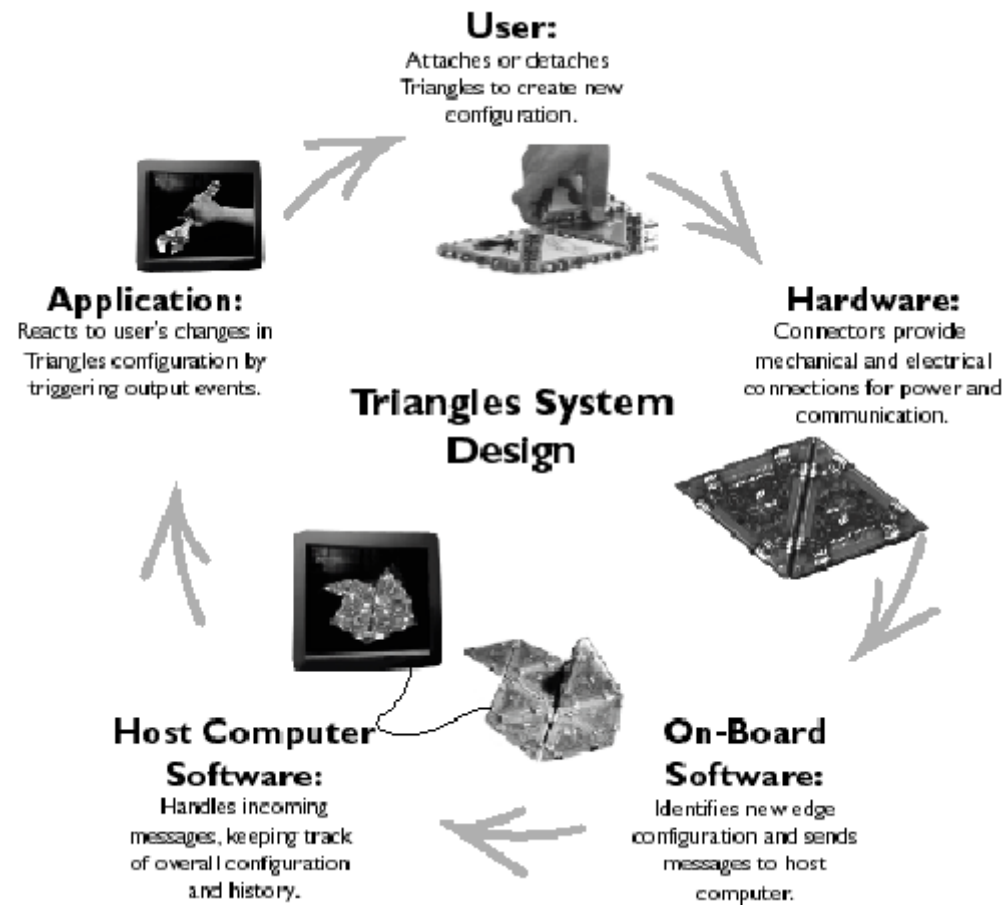 User:
Attaches or detaches
Triangles to create new
configuration.
Application:
Reacts to user's changes in
Triangles configuration by
triggering output events.
Hardware:
Connectors provide
mechanical and electrical
connections for power and
communication.
Triangles System
Design
Host Computer
Software:
Handles incoming
messages, keeping track
of overall configuration
and history.
On-Board
Software:
Identifies new edge
configuration and sends
messages to host
computer.